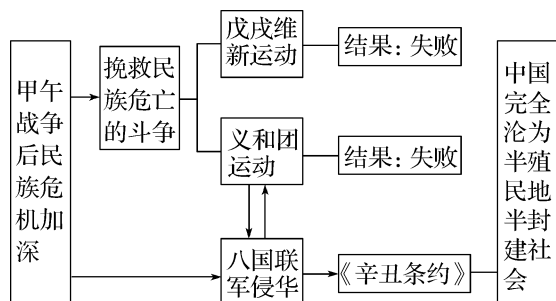 甲午
战争
后民
族危
机加
深
挽救民
族危亡
的斗争
戊戌维
新运动
结果：失败
义和团
运动
结果：失败
八国联
军侵华
《辛丑条约》
中国
完全
沦为
半殖
民地
半封
建社
会